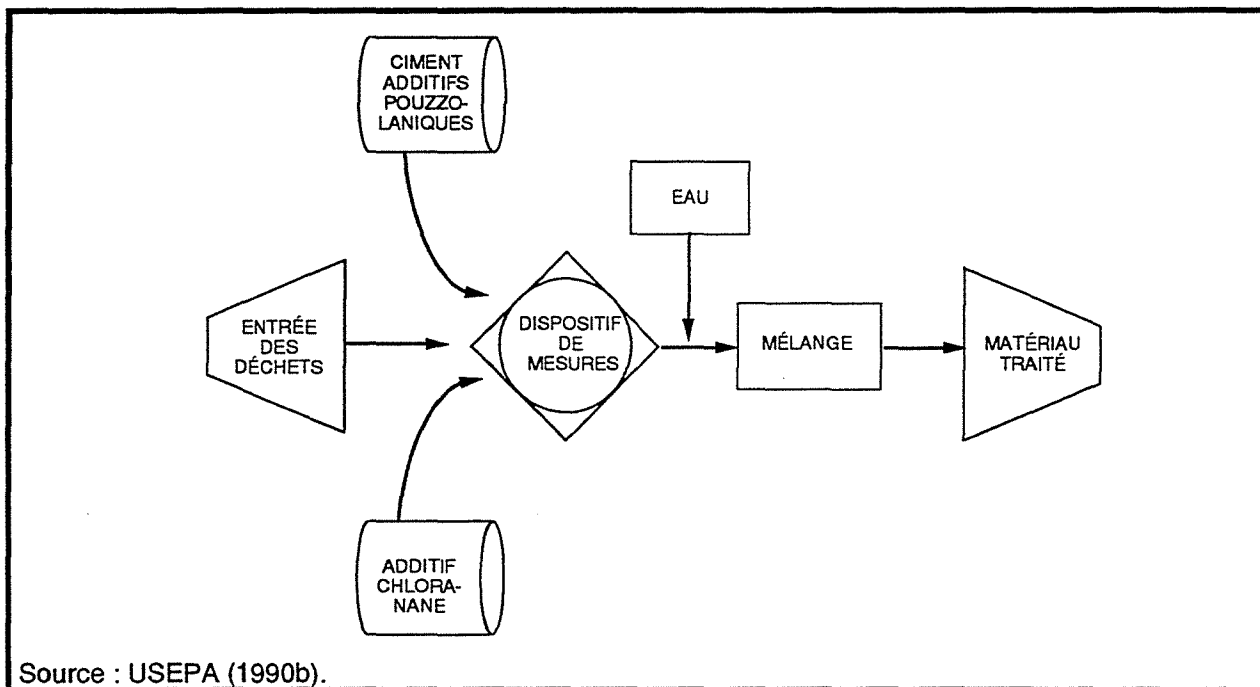 CIMENT
ADDITIFS
POUZZO-
LANIQUES
EAU
ENTRÉE
DES
DÉCHETS
DISPOSITIF
DE
MESURES
MÉLANGE
MATÉRIAU
TRAITÉ
ADDITIF
CHLORA-
NANE
Source : USEPA (1990b).